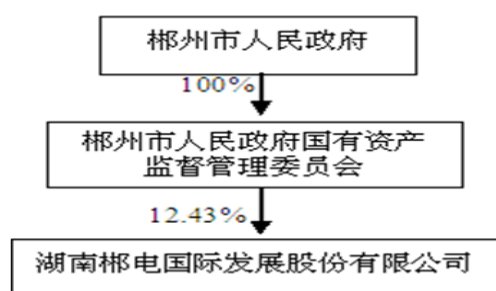 郴州市人民政府
100%
郴州市人民政府国有资产
监督管理委员会
12.43%
湖南郴电国际发展股份有限公司